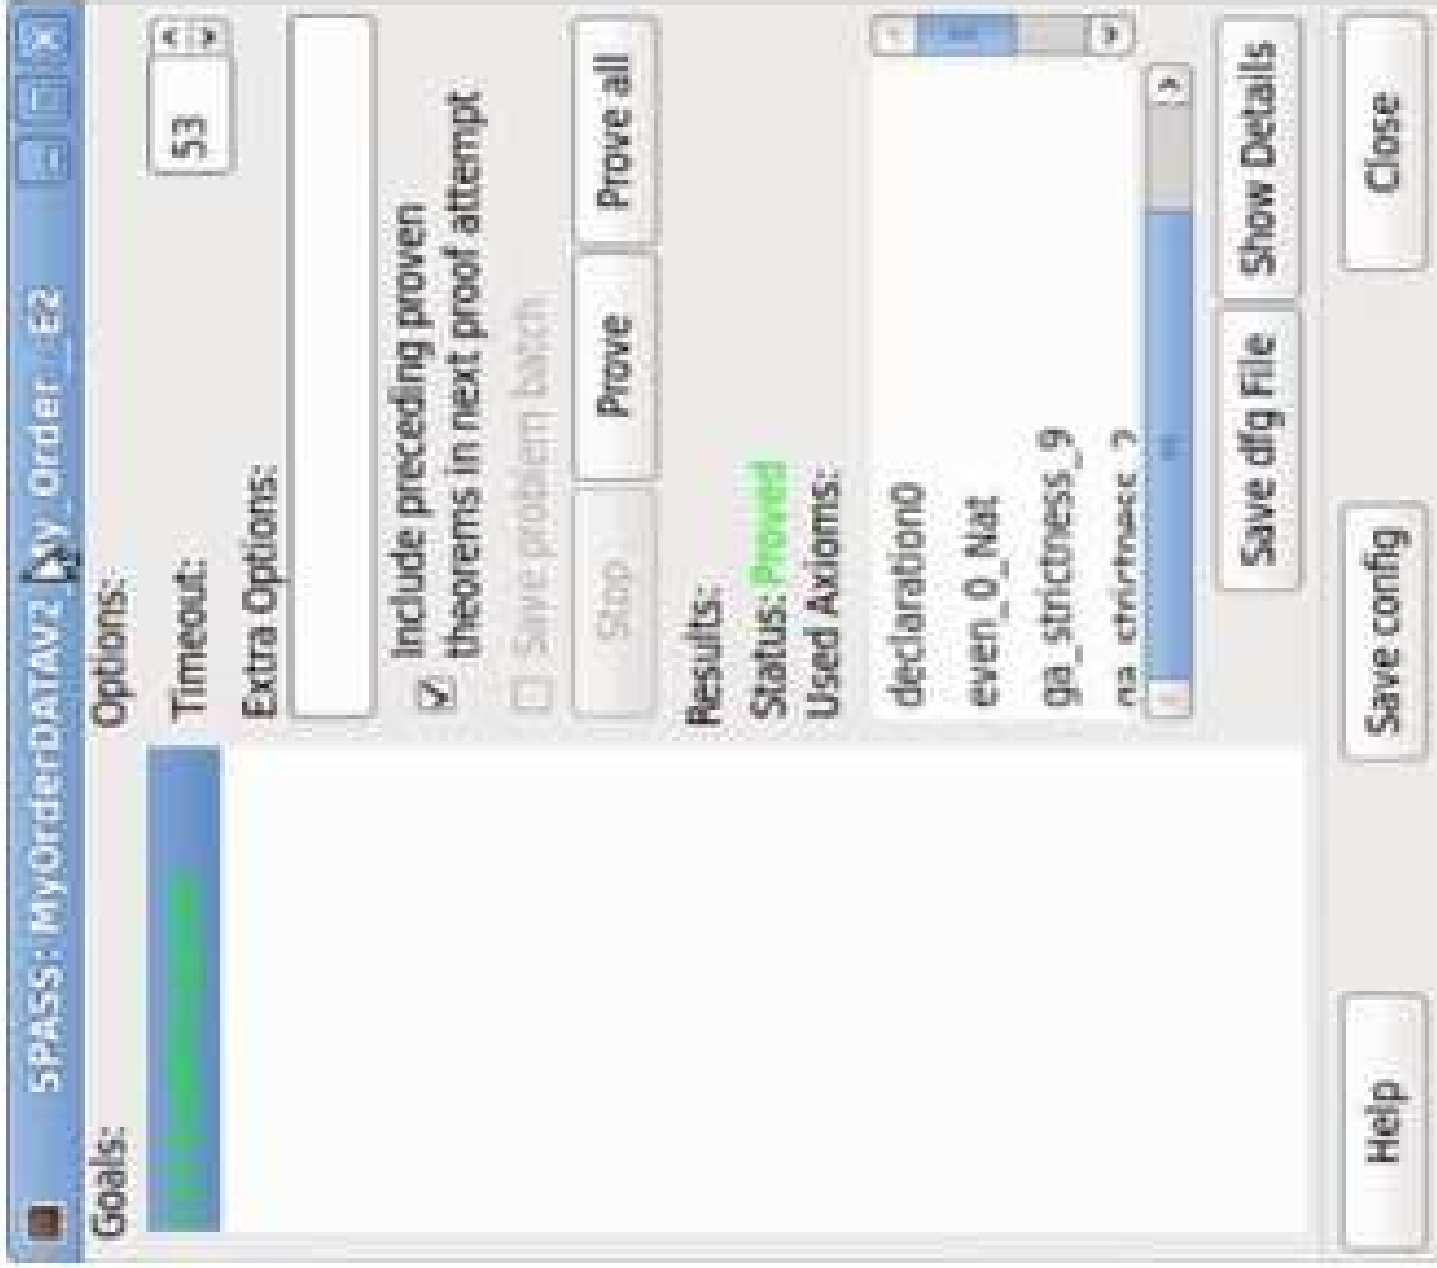 SPASS: MyOrderDATAV2
Goals:
Options:
Timeout:
53
Extra Options:
Include preceding proven
theorems in next proof attempt
Save problem batch
Stop
Prove
Prove all
Results:
Status: Proved
Used Axioms:
declaration0
even_0_Nat
ga_strictness_9
Save dfg File
Show Details
Help
Save config
Close